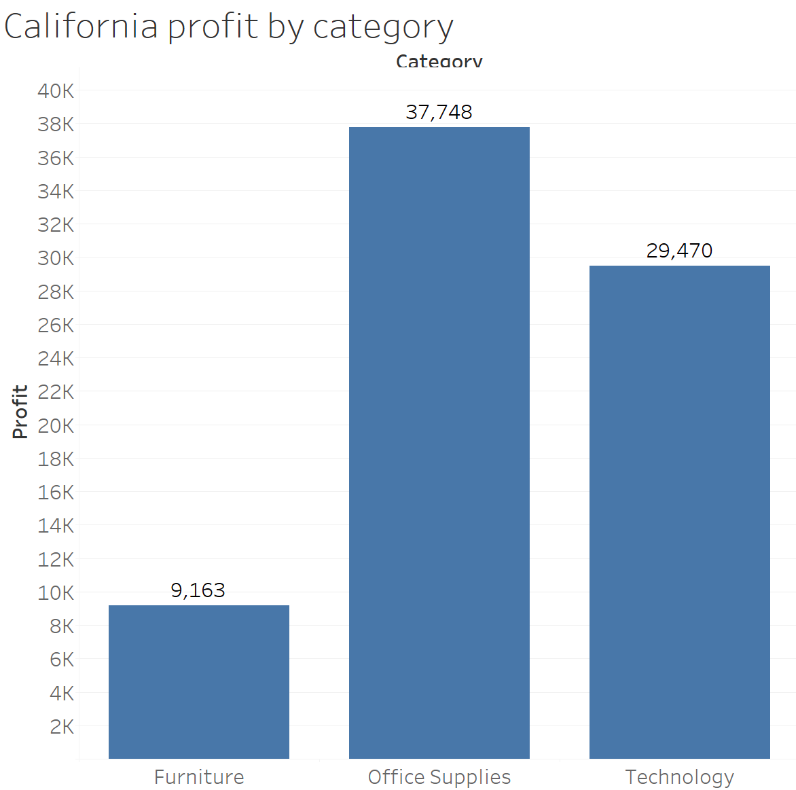 California profit by category
Category
40K
38K
37,748
36K
34K
32K
30K
29,470
28K
26K
24K
22K
Profit
20K
18K
16K
14K
12K
10K
9,163
8K
6K
4K
2K
Furniture
Office Supplies
Technology